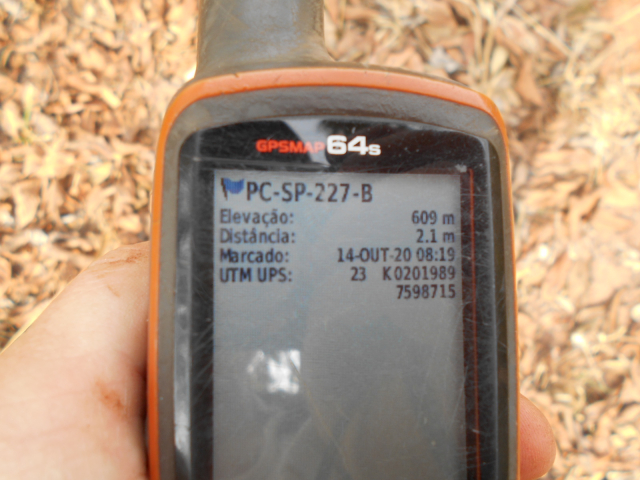 GPSMAP 64s
PC-SP-227-B
Elevação: 609 m
Distância: 2.1 m
Marcado: 14-OUT-20 08:19
UTM UPS: 23 K0201989
7598715